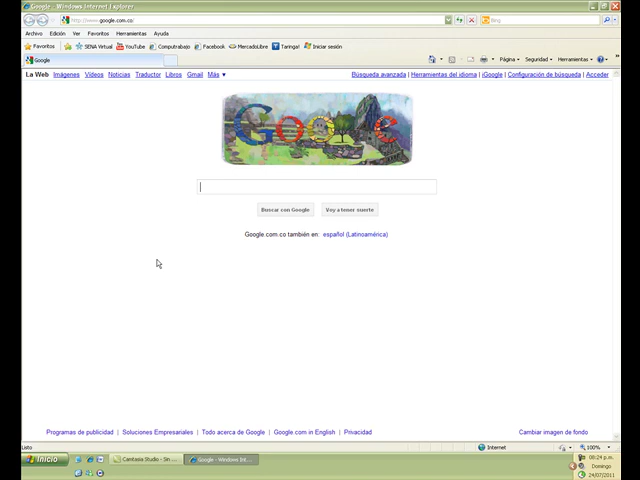 Google - Windows Internet Explorer
http://www.google.com.co/
Bing
Archivo Edición Ver Favoritos Herramientas Ayuda
Favoritos SENA Virtual YouTube Computrabajo Facebook MercadoLibre Taringa! Iniciar sesión
Google
Página Seguridad Herramientas
La Web Imágenes Vídeos Noticias Traductor Libros Gmail Más ▼ Búsqueda avanzada | Herramientas del idioma | iGoogle | Configuración de búsqueda | Acceder
Google
Buscar con Google Voy a tener suerte
Google.com.co también en: español (Latinoamérica)
Programas de publicidad | Soluciones Empresariales | Todo acerca de Google | Google.com in English | Privacidad Cambiar imagen de fondo
Listo Internet 100%
Inicio Camtasia Studio - Sin ... Google - Windows Int... 08:24 p.m.
Domingo
24/07/2011